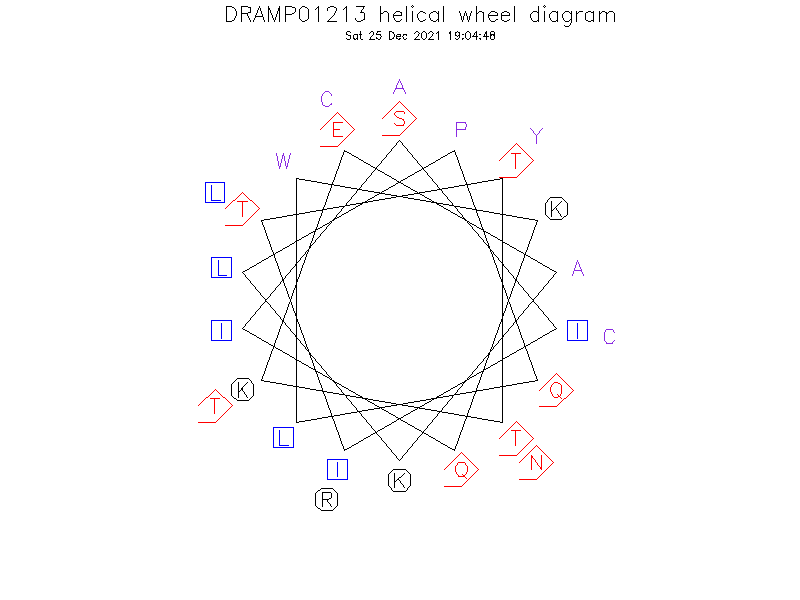 DRAMP01213 helical wheel diagram
Sat 25 Dec 2021 19:04:48
A
C
S
E
P
Y
W
T
L
T
K
L
A
I
I
C
K
T
Q
L
T
I
Q
N
K
R